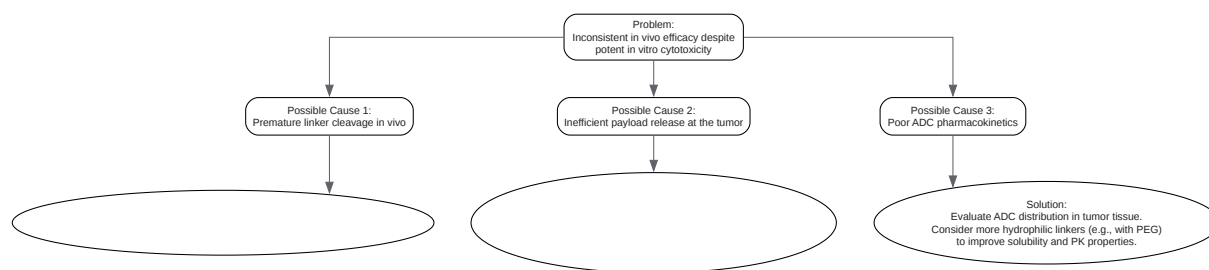 Problem:
Inconsistent in vivo efficacy despite
potent in vitro cytotoxicity
Possible Cause 1:
Premature linker cleavage in vivo
Possible Cause 2:
Inefficient payload release at the tumor
Possible Cause 3:
Poor ADC pharmacokinetics
Solution:
Evaluate ADC distribution in tumor tissue.
Consider more hydrophilic linkers (e.g., with PEG)
to improve solubility and PK properties.